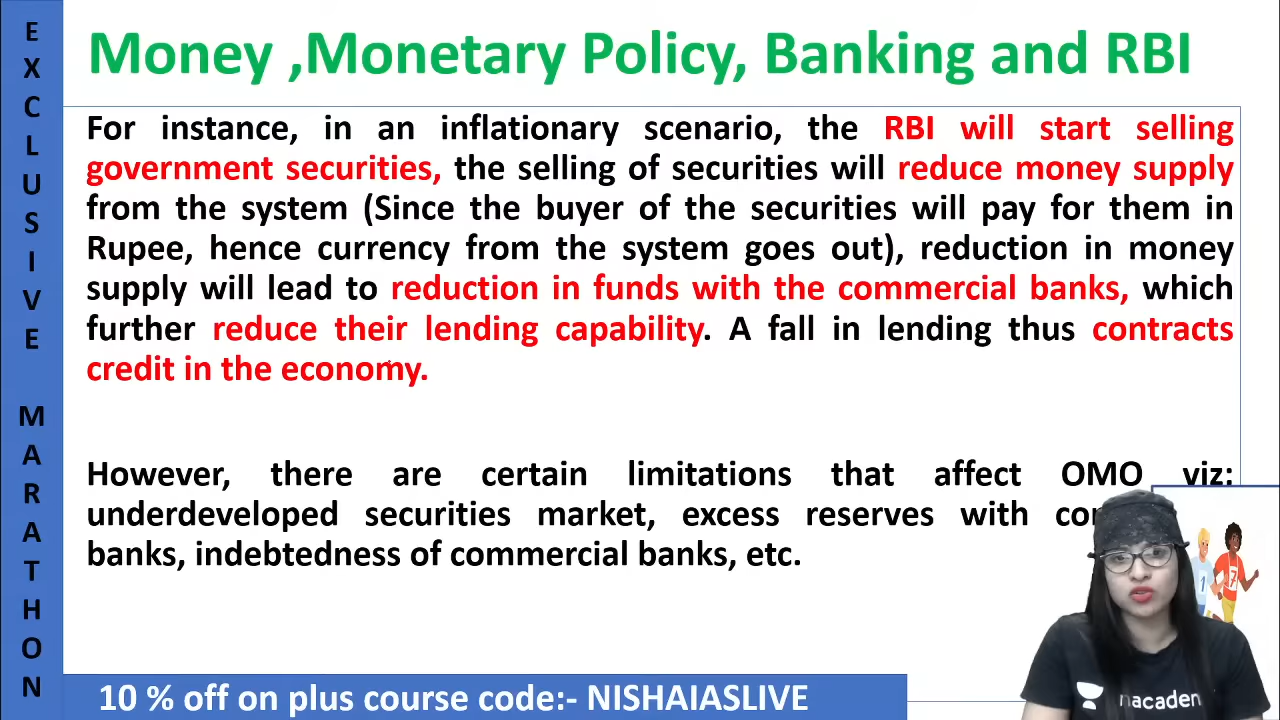 EXCLUSIVE MARATHON
Money ,Monetary Policy, Banking and RBI
For instance, in an inflationary scenario, the RBI will start selling
government securities, the selling of securities will reduce money supply
from the system (Since the buyer of the securities will pay for them in
Rupee, hence currency from the system goes out), reduction in money
supply will lead to reduction in funds with the commercial banks, which
further reduce their lending capability. A fall in lending thus contracts
credit in the economy.
However, there are certain limitations that affect OMO viz:
underdeveloped securities market, excess reserves with
banks, indebtedness of commercial banks, etc.
1
7
10 % off on plus course code:- NISHAIASLIVE